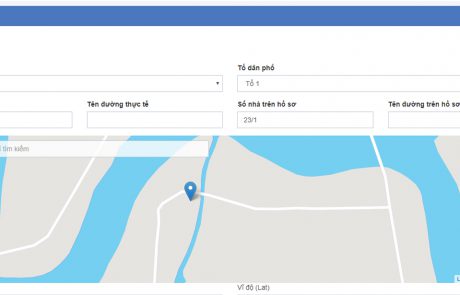 Tổ dân phố
Tổ 1
Tên đường thực tế
Số nhà trên hồ sơ
Tên đường trên hồ s
23/1
tìm kiếm
Vĩ độ (Lat)